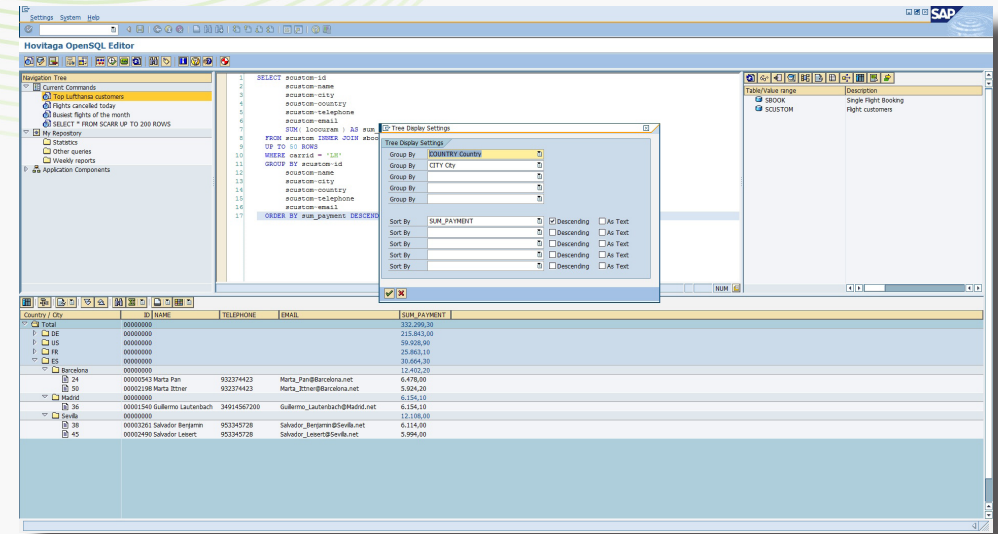 Settings System Help
SAP
Hovitaga OpenSQL Editor
Navigation Tree
Current Commands
Top Lufthansa customers
Flights cancelled today
Busiest flights of the month
SELECT * FROM SCARR UP TO 200 ROWS
My Repository
Statistics
Other queries
Weekly reports
Application Components
1 SELECT scustom~id
2 scustom~name
3 scustom~city
4 scustom~country
5 scustom~telephone
6 scustom~email
7 SUM( loccuram ) AS sum_
8 FROM scustom INNER JOIN sboo
9 UP TO 50 ROWS
10 WHERE carrid = 'LH'
11 GROUP BY scustom~id
12 scustom~name
13 scustom~city
14 scustom~country
15 scustom~telephone
16 scustom~email
17 ORDER BY sum_payment DESCEND
Tree Display Settings
Tree Display Settings
Group By COUNTRY Country
Group By CITY City
Group By
Group By
Group By
Sort By SUM_PAYMENT Descending As Text
Sort By Descending As Text
Sort By Descending As Text
Sort By Descending As Text
Sort By Descending As Text
Table/Value range Description
SBOOK Single Flight Booking
SCUSTOM Flight customers
NUM
Country / City ID NAME TELEPHONE EMAIL SUM_PAYMENT
Total 00000000 332.299,30
DE 00000000 215.843,00
US 00000000 59.928,90
FR 00000000 25.863,10
ES 00000000 30.664,30
Barcelona 00000000 12.402,20
24 00000543 Marta Pan 932374423 Marta_Pan@Barcelona.net 6.478,00
50 00002198 Marta Ittner 932374423 Marta_Ittner@Barcelona.net 5.924,20
Madrid 00000000 6.154,10
36 00001540 Guillermo Lautenbach 34914567200 Guillermo_Lautenbach@Madrid.net 6.154,10
Sevilla 00000000 12.108,00
38 00003261 Salvador Benjamin 953345728 Salvador_Benjamin@Sevilla.net 6.114,00
45 00002490 Salvador Leisert 953345728 Salvador_Leisert@Sevilla.net 5.994,00